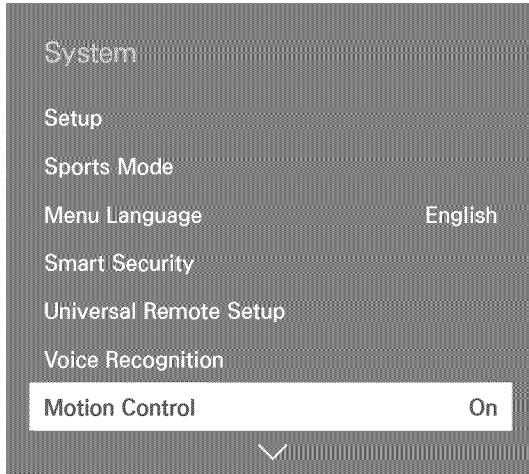 System
Setup
Sports Mode
Menu Language English
Smart Security
Universal Remote Setup
Voice Recognition
Motion Control On